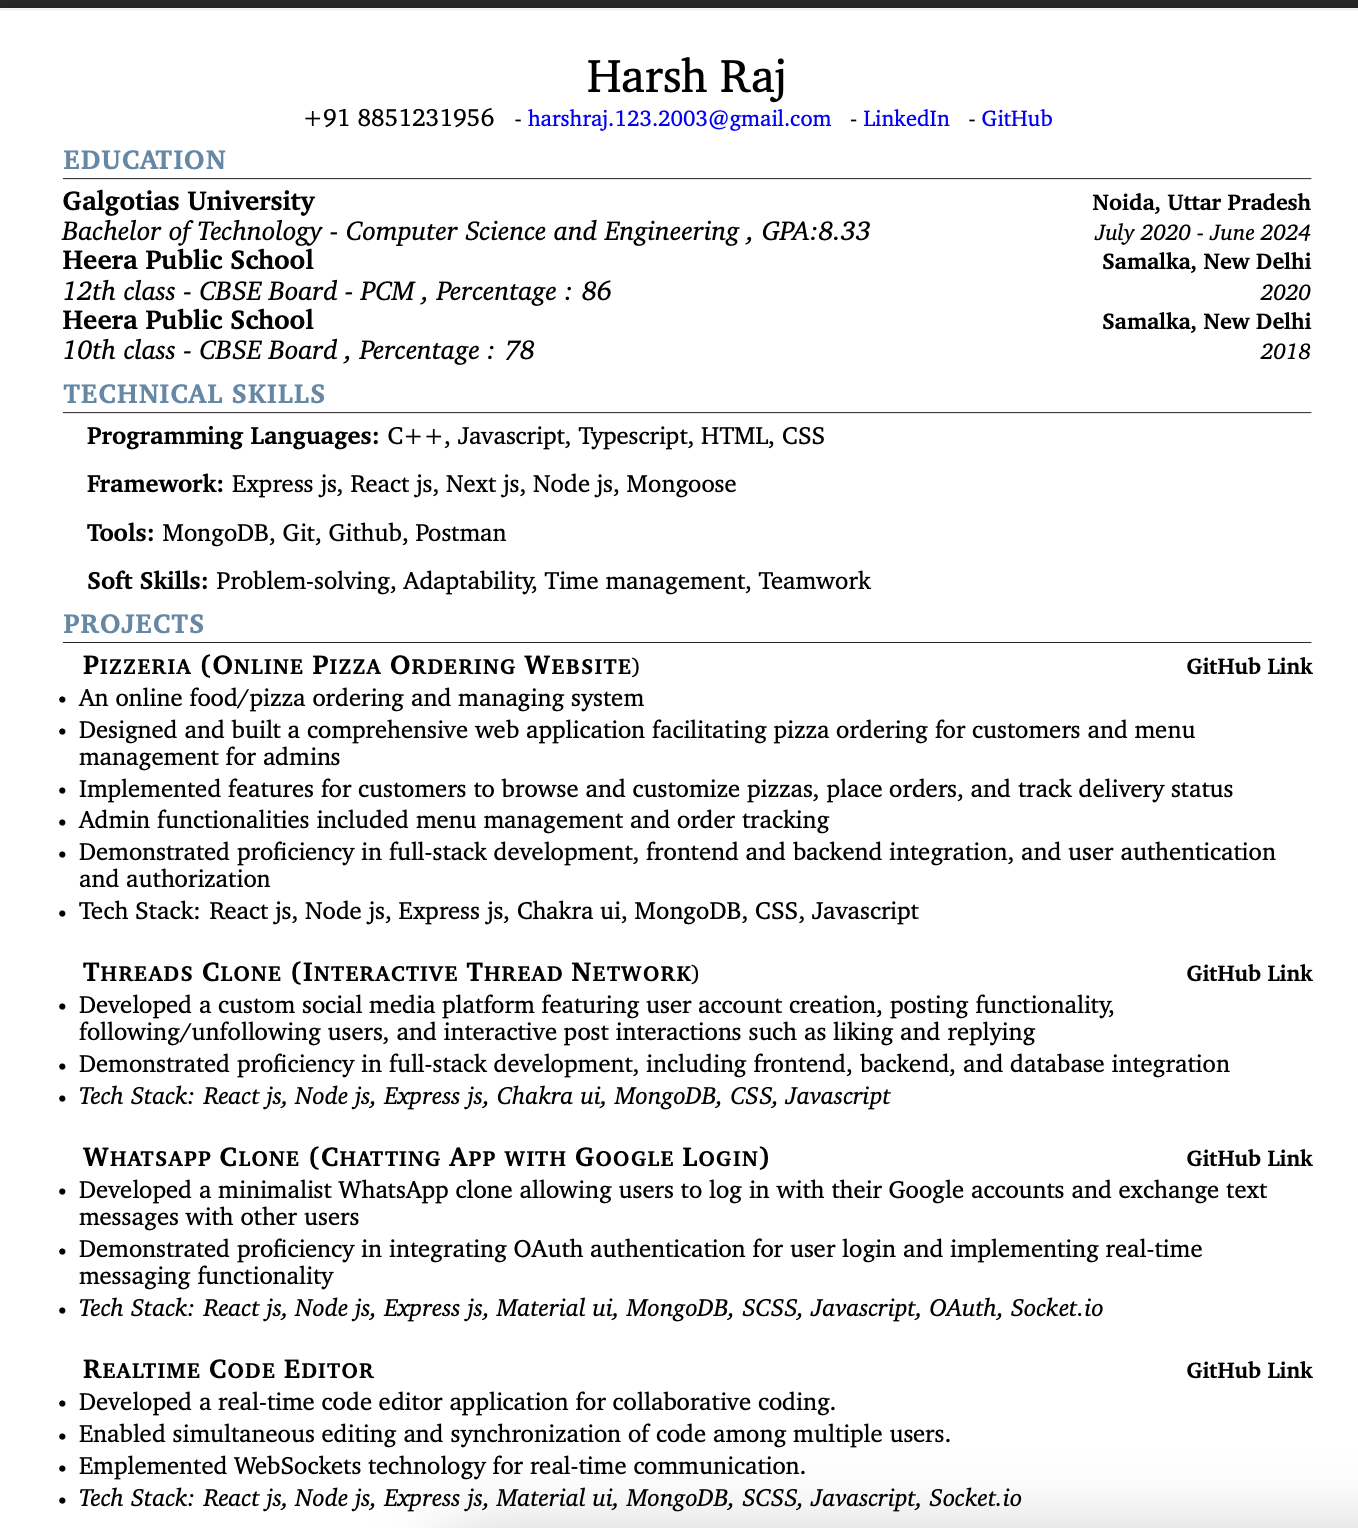 Harsh Raj
+91 8851231956 - harshraj.123.2003@gmail.com - LinkedIn - GitHub
EDUCATION
Galgotias University Noida, Uttar Pradesh
Bachelor of Technology - Computer Science and Engineering , GPA:8.33 July 2020 - June 2024
Heera Public School Samalka, New Delhi
12th class - CBSE Board - PCM , Percentage : 86 2020
Heera Public School Samalka, New Delhi
10th class - CBSE Board , Percentage : 78 2018
TECHNICAL SKILLS
Programming Languages: C++, Javascript, Typescript, HTML, CSS
Framework: Express js, React js, Next js, Node js, Mongoose
Tools: MongoDB, Git, Github, Postman
Soft Skills: Problem-solving, Adaptability, Time management, Teamwork
PROJECTS
Pizzeria (Online Pizza Ordering Website) GitHub Link
• An online food/pizza ordering and managing system
• Designed and built a comprehensive web application facilitating pizza ordering for customers and menu
management for admins
• Implemented features for customers to browse and customize pizzas, place orders, and track delivery status
• Admin functionalities included menu management and order tracking
• Demonstrated proficiency in full-stack development, frontend and backend integration, and user authentication
and authorization
• Tech Stack: React js, Node js, Express js, Chakra ui, MongoDB, CSS, Javascript
Threads Clone (Interactive Thread Network) GitHub Link
• Developed a custom social media platform featuring user account creation, posting functionality,
following/unfollowing users, and interactive post interactions such as liking and replying
• Demonstrated proficiency in full-stack development, including frontend, backend, and database integration
• Tech Stack: React js, Node js, Express js, Chakra ui, MongoDB, CSS, Javascript
Whatsapp Clone (Chatting App with Google Login) GitHub Link
• Developed a minimalist WhatsApp clone allowing users to log in with their Google accounts and exchange text
messages with other users
• Demonstrated proficiency in integrating OAuth authentication for user login and implementing real-time
messaging functionality
• Tech Stack: React js, Node js, Express js, Material ui, MongoDB, SCSS, Javascript, OAuth, Socket.io
Realtime Code Editor GitHub Link
• Developed a real-time code editor application for collaborative coding.
• Enabled simultaneous editing and synchronization of code among multiple users.
• Emplemented WebSockets technology for real-time communication.
• Tech Stack: React js, Node js, Express js, Material ui, MongoDB, SCSS, Javascript, Socket.io